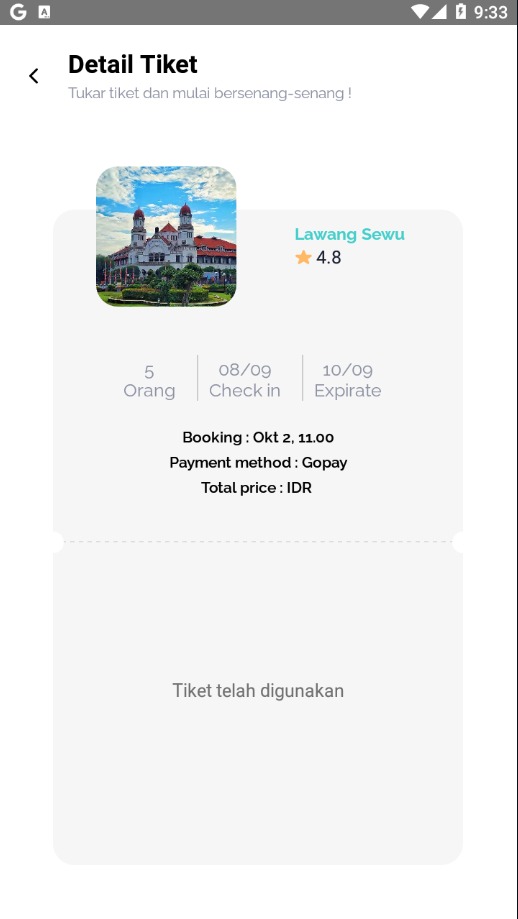 G A 9:33
Detail Tiket
Tukar tiket dan mulai bersenang-senang !
Lawang Sewu
4.8
5 08/09 10/09
Orang Check in Expirate
Booking : Okt 2, 11.00
Payment method : Gopay
Total price : IDR
Tiket telah digunakan